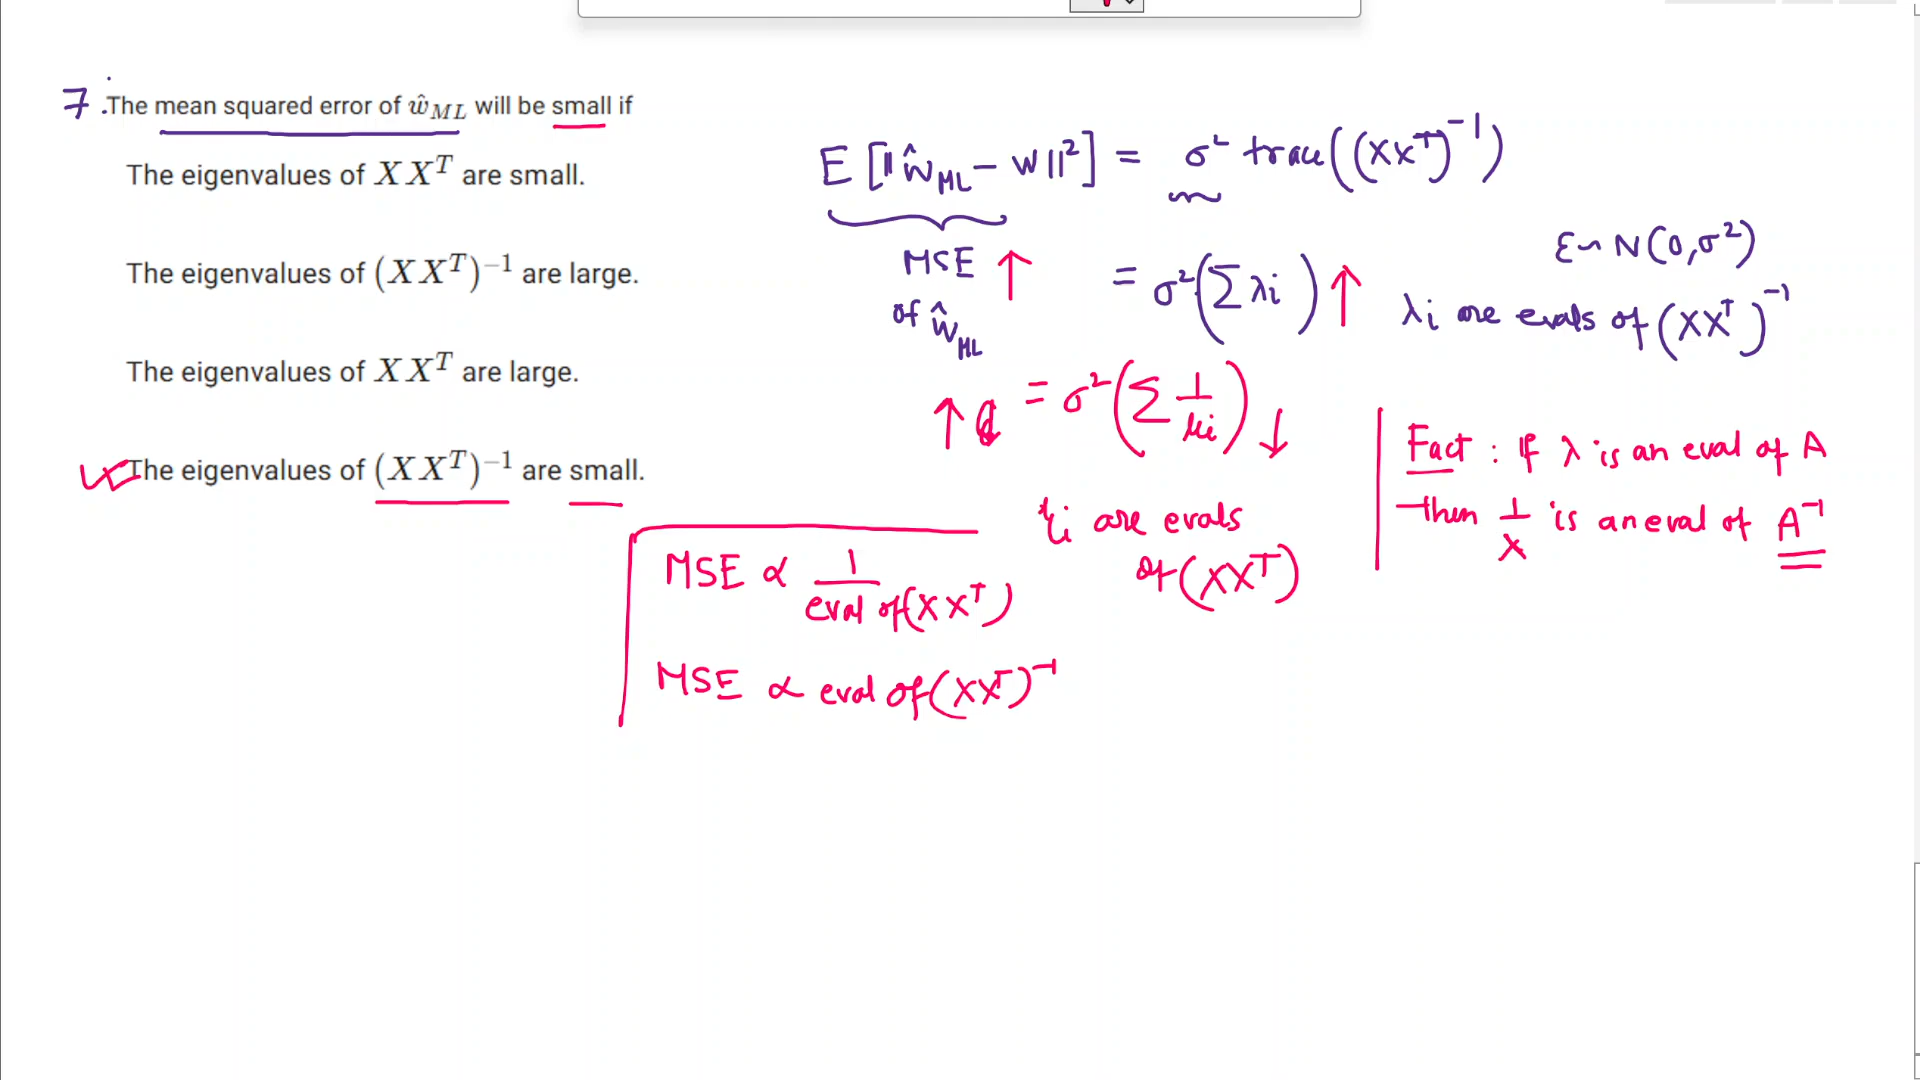 7. The mean squared error of ŵ_ML will be small if
The eigenvalues of XX^T are small.
The eigenvalues of (XX^T)^−1 are large.
The eigenvalues of XX^T are large.
The eigenvalues of (XX^T)^−1 are small.
E[||ŵ_ML − w||²] = σ² trace((XX^T)^−1)
MSE ↑
of ŵ_ML
= σ²(Σ λi) ↑
ε ~ N(0, σ²)
λi are evals of (XX^T)^−1
↑ = σ²(Σ 1/μi) ↓
are evals
of (XX^T)
Fact : If λ is an eval of A
then 1/λ is an eval of A^−1
MSE ∝ 1/eval of (XX^T)
MSE ∝ eval of (XX^T)^−1